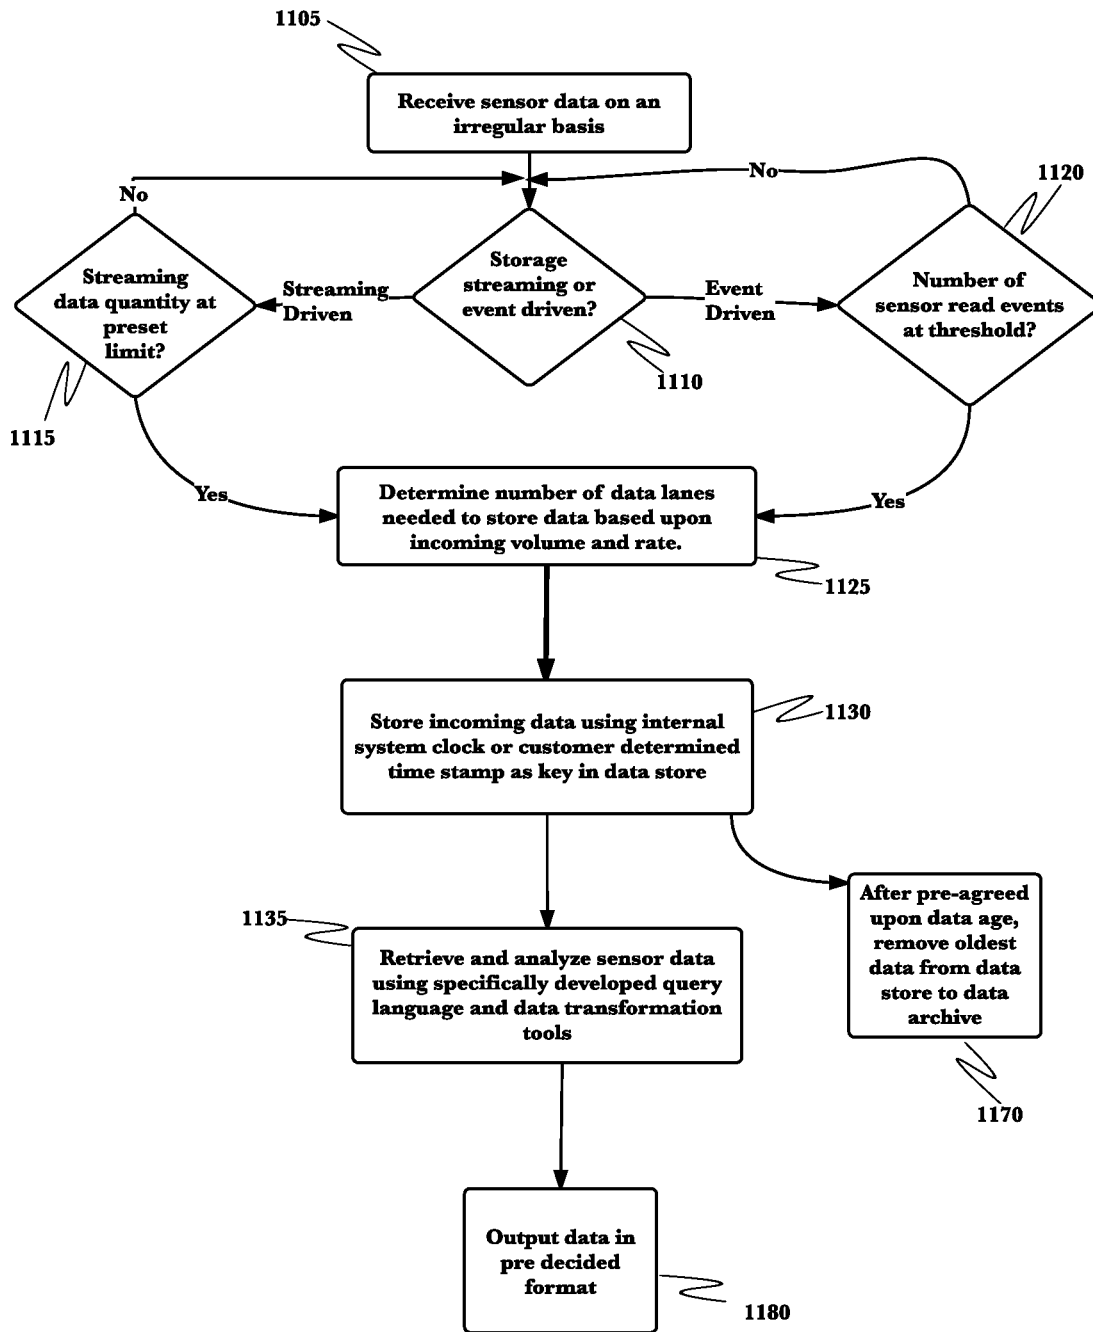 1105
Receive sensor data on an
irregular basis
No
No
1120
Streaming
data quantity at
preset
limit?
Streaming
Driven
Storage
streaming or
event driven?
Event
Driven
Number of
sensor read events
at threshold?
1110
1115
Yes
Yes
Determine number of data lanes
needed to store data based upon
incoming volume and rate.
1125
1130
Store incoming data using internal
system clock or customer determined
time stamp as key in data store
1135
Retrieve and analyze sensor data
using specifically developed query
language and data transformation
tools
After pre-agreed
upon data age,
remove oldest
data from data
store to data
archive
1170
Output data in
pre decided
format
1180